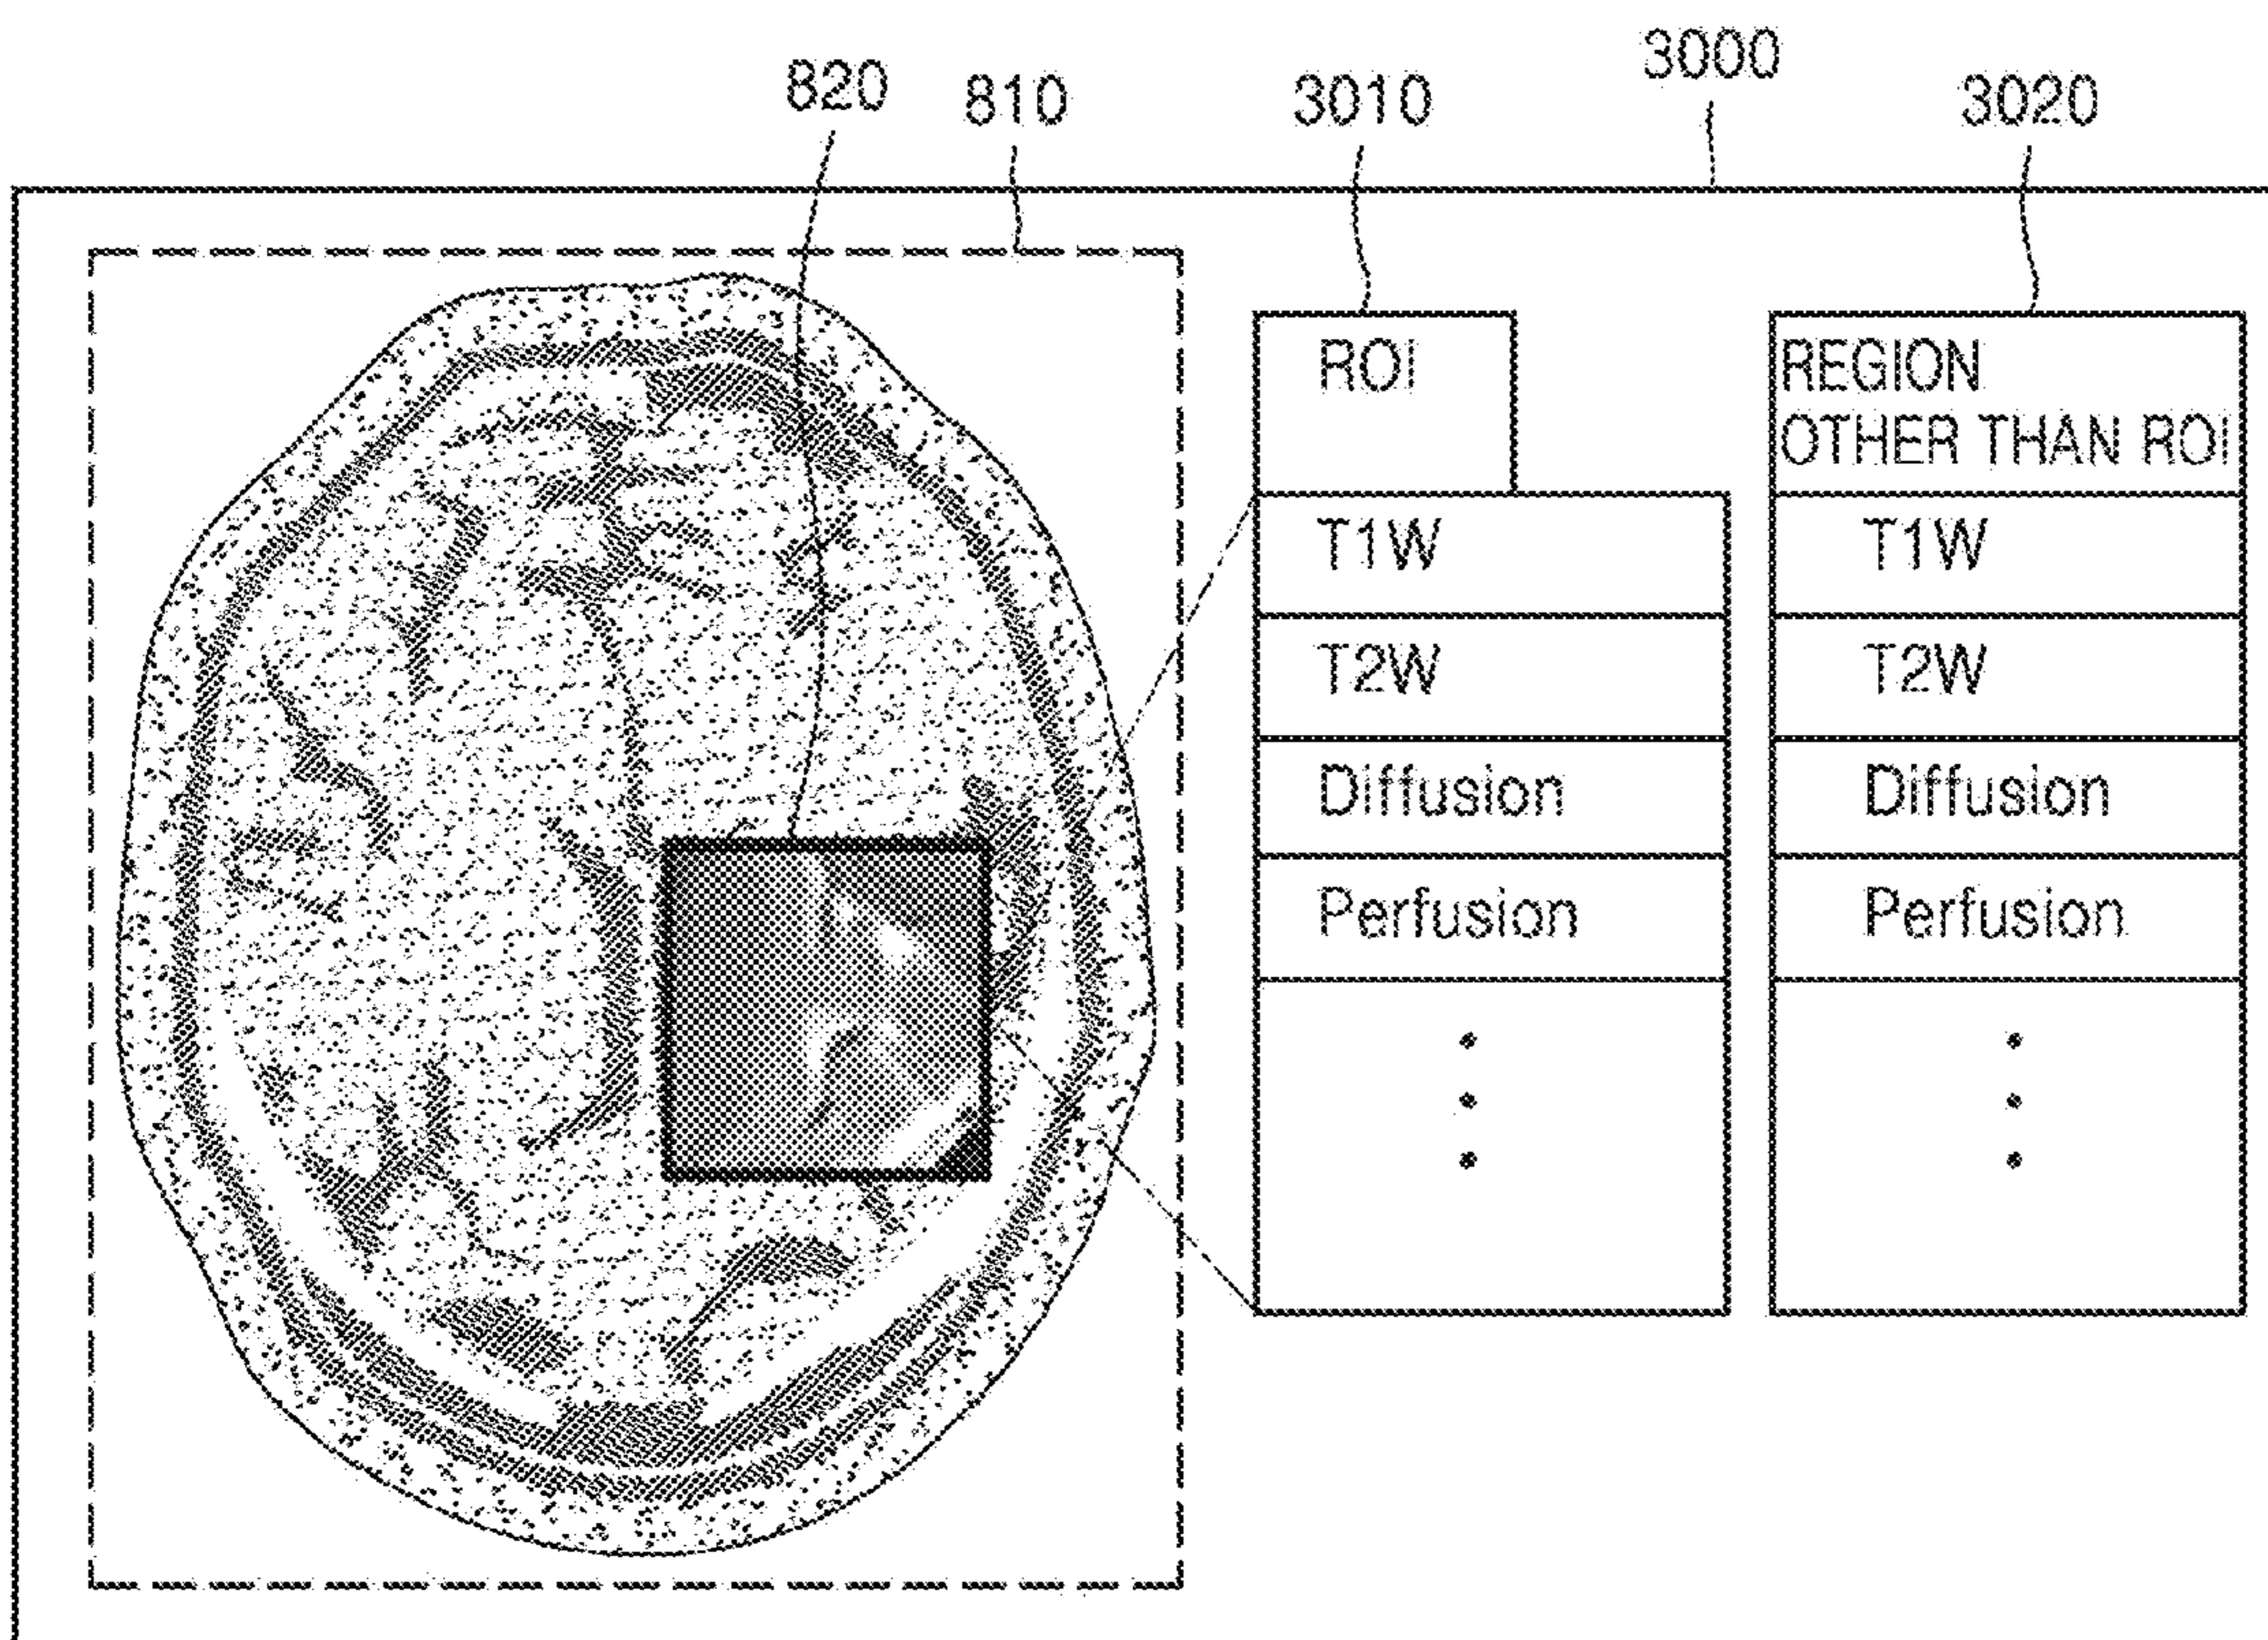 820
810
3010
3000
3020
ROI
REGION
OTHER THAN ROI
T1W
T1W
T2W
T2W
Diffusion
Diffusion
Perfusion
Perfusion